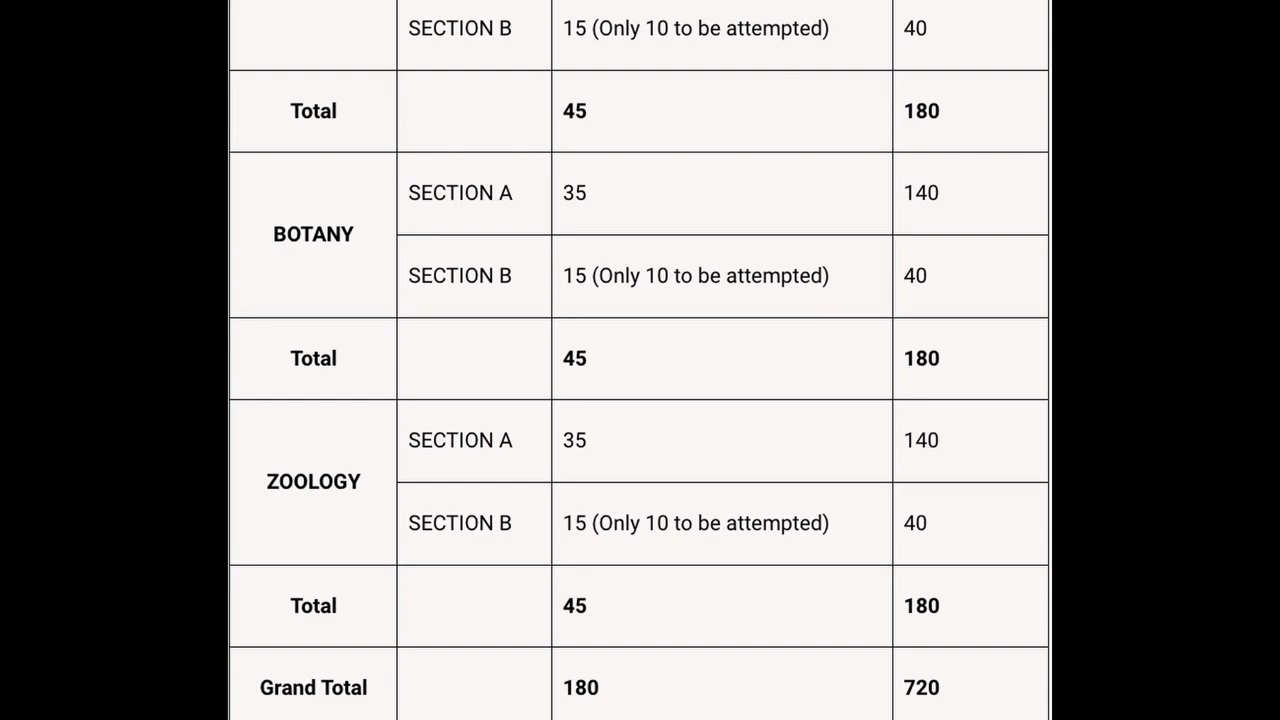 SECTION B 15 (Only 10 to be attempted) 40
Total 45 180
BOTANY
SECTION A 35 140
SECTION B 15 (Only 10 to be attempted) 40
Total 45 180
ZOOLOGY
SECTION A 35 140
SECTION B 15 (Only 10 to be attempted) 40
Total 45 180
Grand Total 180 720